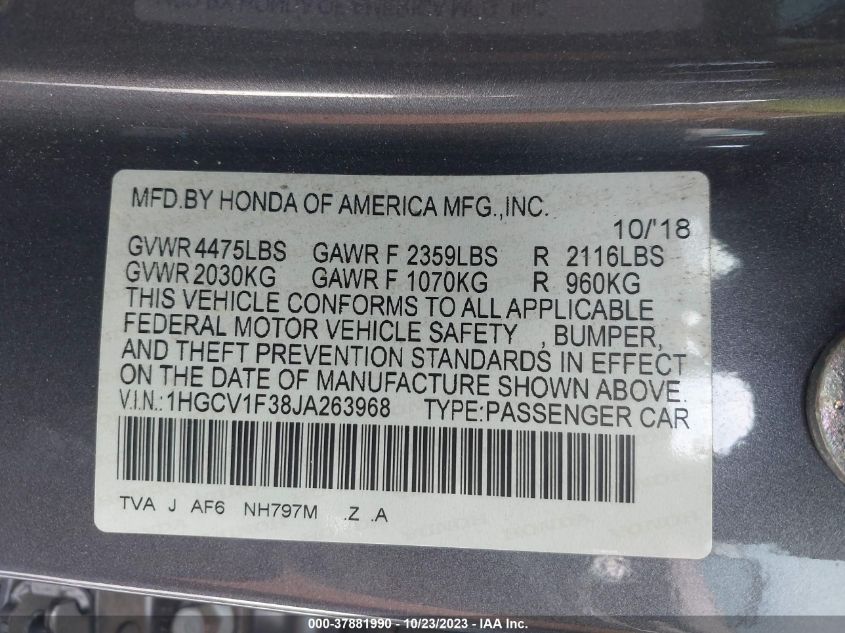 MFD.BY HONDA OF AMERICA MFG.,INC.
10/'18
GVWR 4475LBS GAWR F 2359LBS R 2116LBS
GVWR 2030KG GAWR F 1070KG R 960KG
THIS VEHICLE CONFORMS TO ALL APPLICABLE
FEDERAL MOTOR VEHICLE SAFETY , BUMPER,
AND THEFT PREVENTION STANDARDS IN EFFECT
ON THE DATE OF MANUFACTURE SHOWN ABOVE.
V.I.N.:1HGCV1F38JA263968 TYPE:PASSENGER CAR
TVA J AF6 NH797M .Z .A
000-37881990 - 10/23/2023 - IAA Inc.